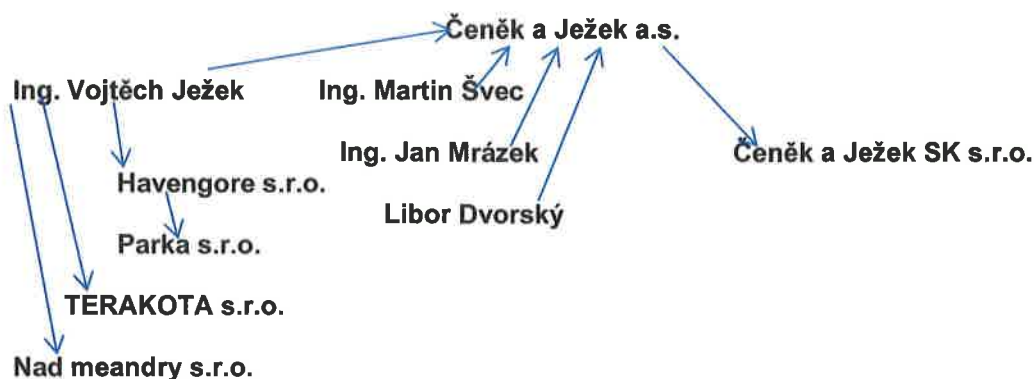 Čeněk a Ježek a.s.
Ing. Vojtěch Ježek
Ing. Martin Švec
Ing. Jan Mrázek
Čeněk a Ježek SK s.r.o.
Havengore s.r.o.
Libor Dvorský
Parka s.r.o.
TERAKOTA s.r.o.
Nad meandry s.r.o.